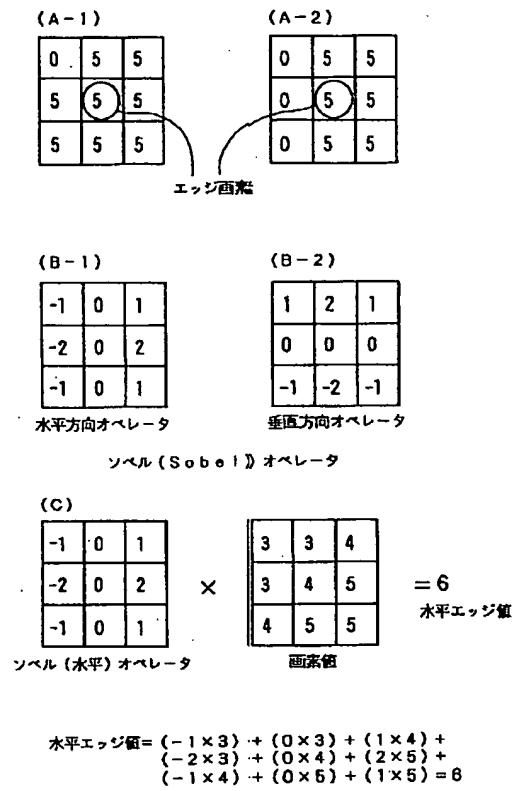 (A-1) (A-2)
0 5 5 0 5 5
5 5 5 0 5 5
5 5 5 0 5 5
エッジ画素
(B-1) (B-2)
-1 0 1 1 2 1
-2 0 2 0 0 0
-1 0 1 -1 -2 -1
水平方向オペレータ 垂直方向オペレータ
ソベル(Sobel))オペレータ
(C)
-1 0 1 3 3 4
-2 0 2 × 3 4 5 =6
水平エッジ値
-1 0 1 4 5 5
ソベル(水平)オペレータ 画素値
水平エッジ値=(-1×3)+(0×3)+(1×4)+
(-2×3)+(0×4)+(2×5)+
(-1×4)+(0×5)+(1×5)=6